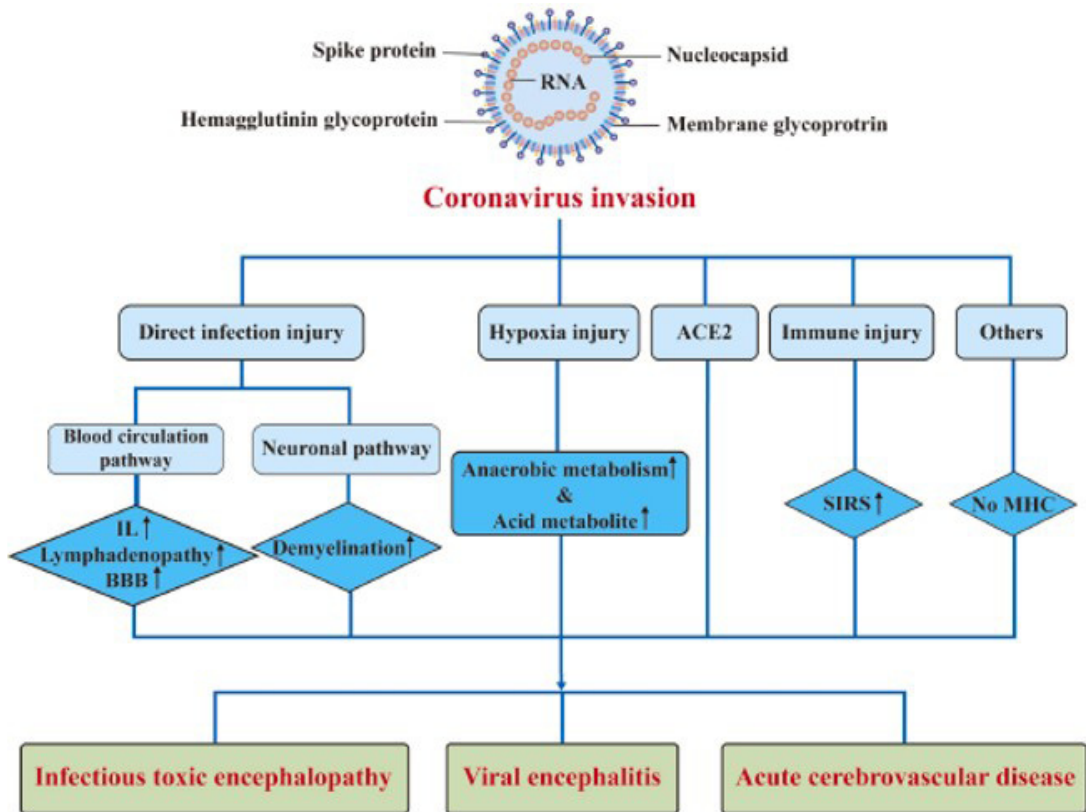 Spike protein
Nucleocapsid
RNA
Hemagglutinin glycoprotein
Membrane glycoprotrin
Coronavirus invasion
Direct infection injury
Hypoxia injury
ACE2
Immune injury
Others
Blood circulation
pathway
Neuronal pathway
IL↑
Lymphadenopathy↑
BBB↑
Demyelination↑
Anaerobic metabolism↑
&
Acid metabolite↑
SIRS↑
No MHC
Infectious toxic encephalopathy
Viral encephalitis
Acute cerebrovascular disease